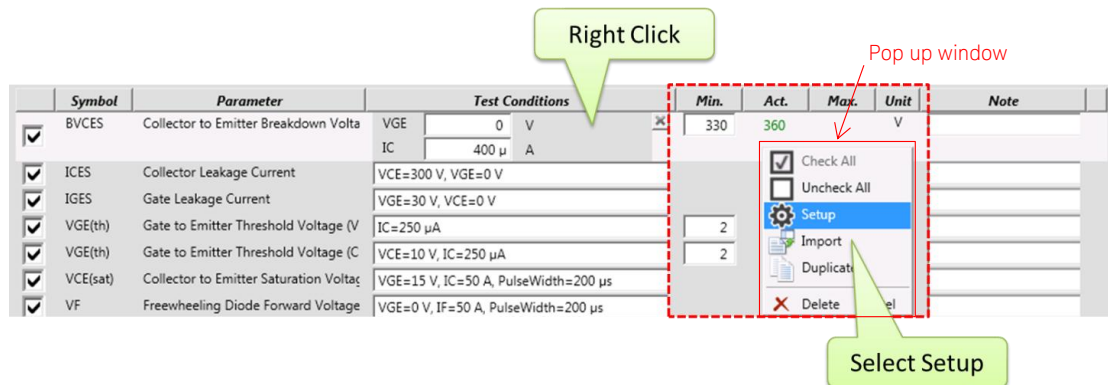 Right Click
Pop up window
Symbol Parameter Test Conditions Min. Act. Max. Unit Note
BVCES Collector to Emitter Breakdown Volta VGE 0 V 330 360 V
IC 400 µ A
Check All
ICES Collector Leakage Current VCE=300 V, VGE=0 V
Uncheck All
IGES Gate Leakage Current VGE=30 V, VCE=0 V
Setup
VGE(th) Gate to Emitter Threshold Voltage (V IC=250 µA 2
Import
VGE(th) Gate to Emitter Threshold Voltage (C VCE=10 V, IC=250 µA 2
Duplicate
VCE(sat) Collector to Emitter Saturation Voltag VGE=15 V, IC=50 A, PulseWidth=200 µs
VF Freewheeling Diode Forward Voltage VGE=0 V, IF=50 A, PulseWidth=200 µs
Delete el
Select Setup